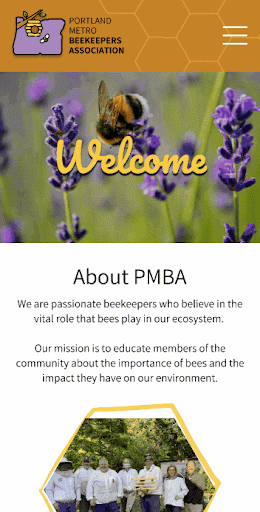 PORTLAND
METRO
BEEKEEPERS
ASSOCIATION
Welcome
About PMBA
We are passionate beekeepers who believe in the
vital role that bees play in our ecosystem.
Our mission is to educate members of the
community about the importance of bees and the
impact they have on our environment.